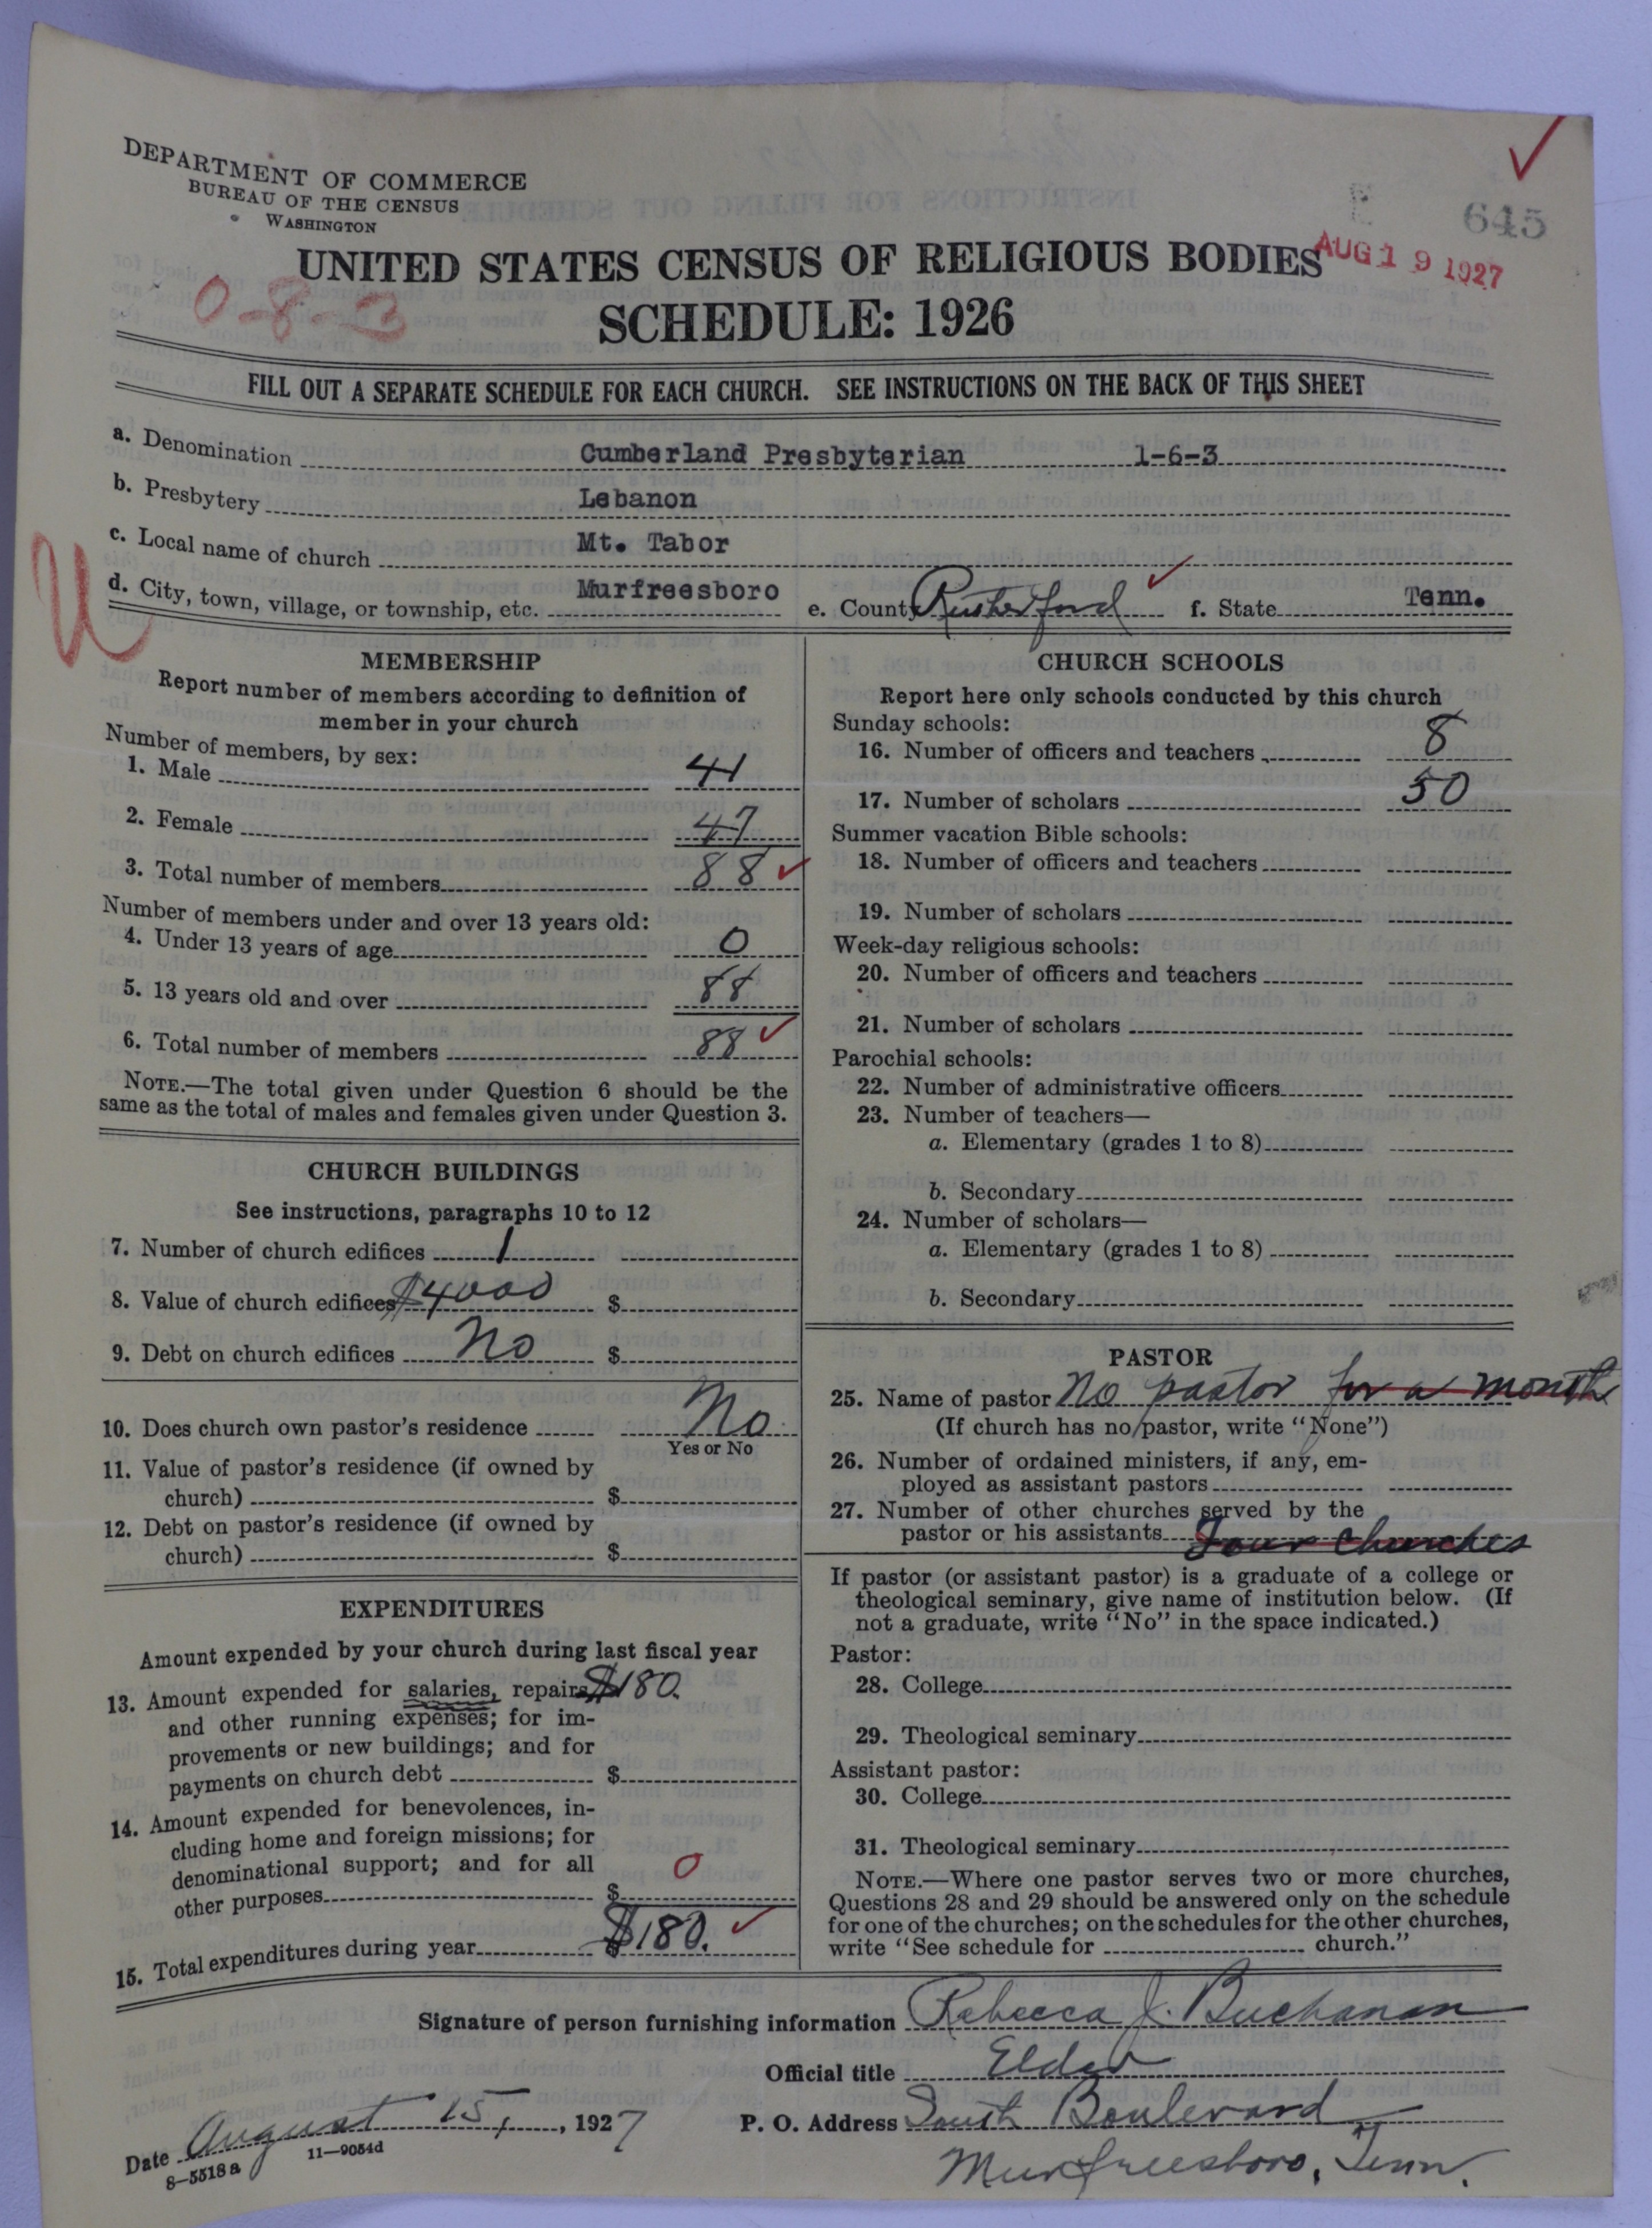 DEPARTMENT OF COMMERCE
BUREAU OF THE CENSUS
WASHINGTON
645
AUG 19 1927
UNITED STATES CENSUS OF RELIGIOUS BODIES
0-8-3
SCHEDULE: 1926
FILL OUT A SEPARATE SCHEDULE FOR EACH CHURCH. SEE INSTRUCTIONS ON THE BACK OF THIS SHEET
a. Denomination Cumberland Presbyterian 1-6-3
b. Presbytery Lebanon
c. Local name of church Mt. Tabor
d. City, town, village, or township, etc. Murfreesboro e. County Rutherford f. State Tenn.
U
MEMBERSHIP
Report number of members according to definition of
member in your church
Number of members, by sex:
1. Male 41
2. Female 47
3. Total number of members 88
Number of members under and over 13 years old:
4. Under 13 years of age 0
5. 13 years old and over 88
6. Total number of members 88
NOTE.—The total given under Question 6 should be the
same as the total of males and females given under Question 3.
CHURCH BUILDINGS
See instructions, paragraphs 10 to 12
7. Number of church edifices 1
8. Value of church edifices $4000 $
9. Debt on church edifices No $
10. Does church own pastor's residence No
Yes or No
11. Value of pastor's residence (if owned by
church) $
12. Debt on pastor's residence (if owned by
church) $
EXPENDITURES
Amount expended by your church during last fiscal year
13. Amount expended for salaries, repairs $180.
and other running expenses; for im-
provements or new buildings; and for
payments on church debt $
14. Amount expended for benevolences, in-
cluding home and foreign missions; for
denominational support; and for all
other purposes $ 0
15. Total expenditures during year $180.
CHURCH SCHOOLS
Report here only schools conducted by this church
Sunday schools:
16. Number of officers and teachers 8
17. Number of scholars 50
Summer vacation Bible schools:
18. Number of officers and teachers
19. Number of scholars
Week-day religious schools:
20. Number of officers and teachers
21. Number of scholars
Parochial schools:
22. Number of administrative officers
23. Number of teachers—
a. Elementary (grades 1 to 8)
b. Secondary
24. Number of scholars—
a. Elementary (grades 1 to 8)
b. Secondary
PASTOR
25. Name of pastor No pastor for a month
(If church has no pastor, write "None")
26. Number of ordained ministers, if any, em-
ployed as assistant pastors
27. Number of other churches served by the
pastor or his assistants Four Churches
If pastor (or assistant pastor) is a graduate of a college or
theological seminary, give name of institution below. (If
not a graduate, write "No" in the space indicated.)
Pastor:
28. College
29. Theological seminary
Assistant pastor:
30. College
31. Theological seminary
NOTE.—Where one pastor serves two or more churches,
Questions 28 and 29 should be answered only on the schedule
for one of the churches; on the schedules for the other churches,
write "See schedule for church."
Signature of person furnishing information Rebecca J. Buchanan
Official title Elder
Date August 15, , 1927 P. O. Address South Boulevard
8-5518 a 11-9054d
Murfreesboro, Tenn.